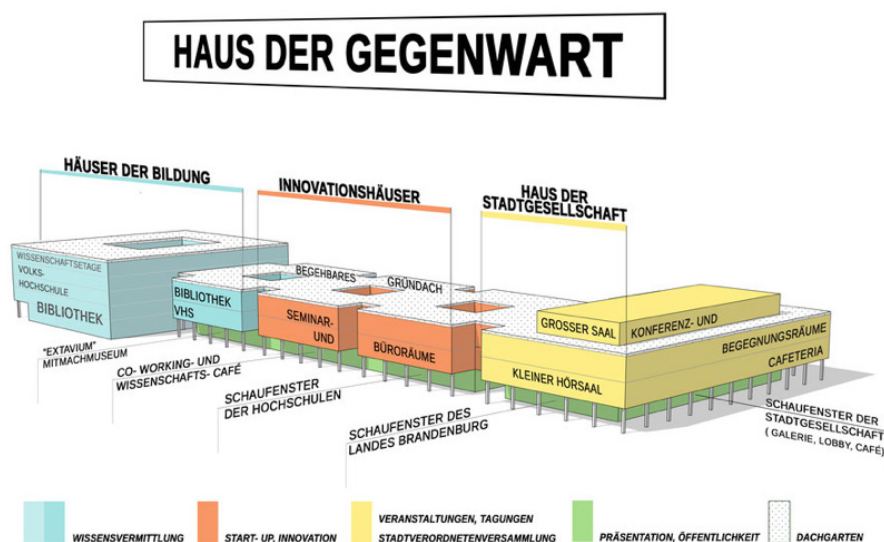 HAUS DER GEGENWART
HÄUSER DER BILDUNG
INNOVATIONSHÄUSER
HAUS DER
STADTGESELLSCHAFT
WISSENSCHAFTSETAGE
VOLKS-
HOCHSCHULE
BIBLIOTHEK
BIBLIOTHEK
VHS
BEGEHBARES
GRÜNDACH
SEMINAR-
UND
BÜRORÄUME
GROSSER SAAL
KONFERENZ- UND
BEGEGNUNGSRÄUME
CAFETERIA
KLEINER HÖRSAAL
"EXTAVIUM"
MITMACHMUSEUM
CO- WORKING- UND
WISSENSCHAFTS- CAFÉ
SCHAUFENSTER
DER HOCHSCHULEN
SCHAUFENSTER DES
LANDES BRANDENBURG
SCHAUFENSTER DER
STADTGESELLSCHAFT
( GALERIE, LOBBY, CAFÉ)
WISSENSVERMITTLUNG
START- UP, INNOVATION
VERANSTALTUNGEN, TAGUNGEN
STADTVERORDNETENVERSAMMLUNG
PRÄSENTATION, ÖFFENTLICHKEIT
DACHGARTEN